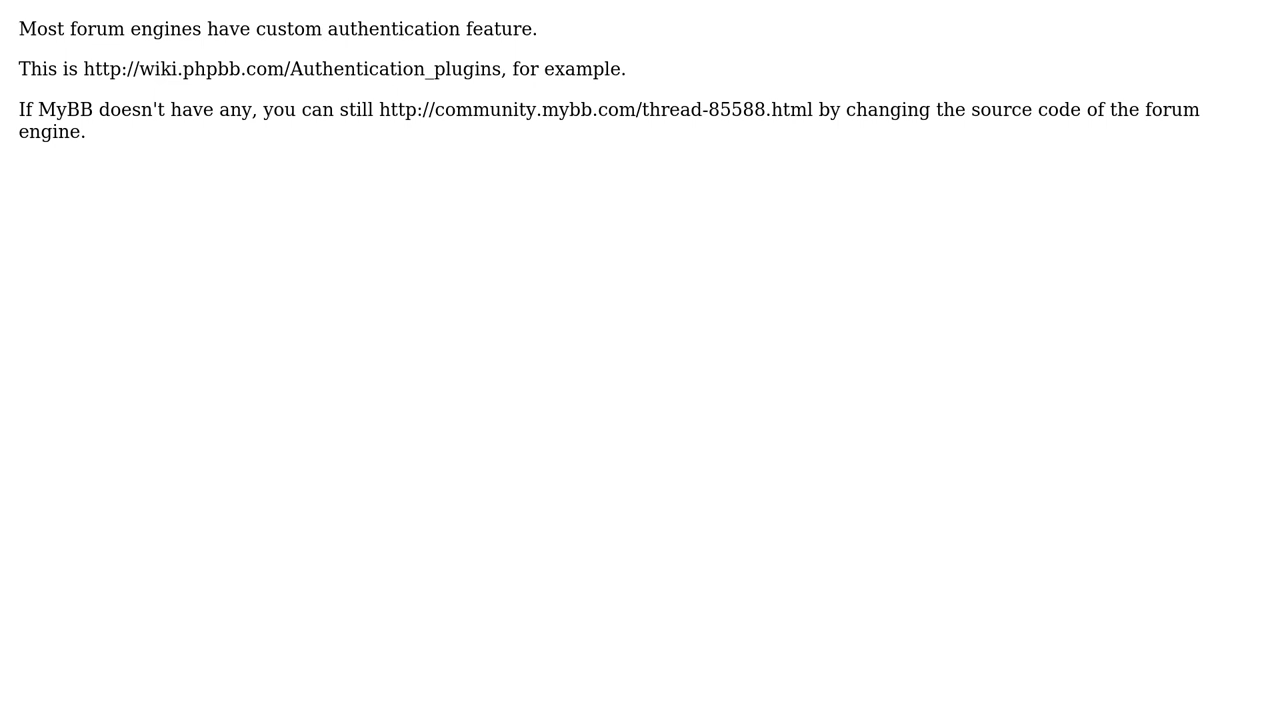 Most forum engines have custom authentication feature.
This is http://wiki.phpbb.com/Authentication_plugins, for example.
If MyBB doesn't have any, you can still http://community.mybb.com/thread-85588.html by changing the source code of the forum
engine.